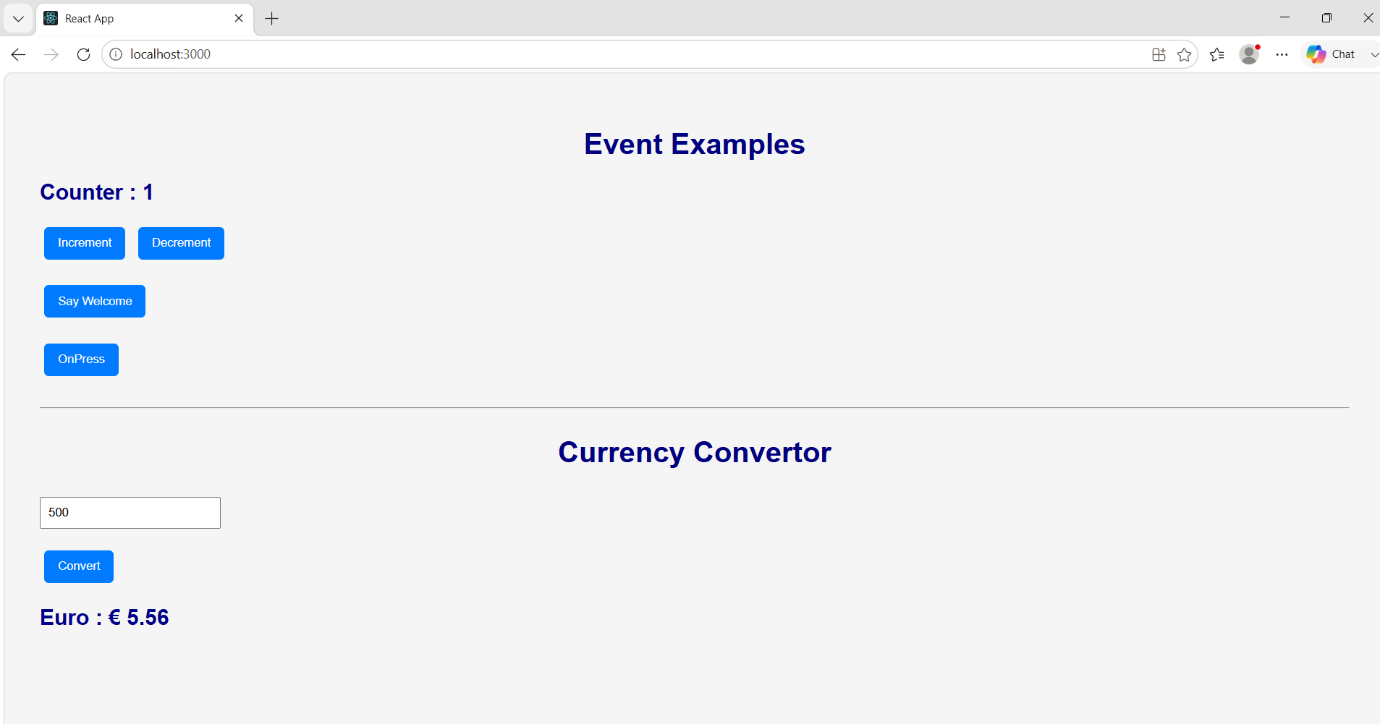 React App
localhost:3000
Chat
Event Examples
Counter : 1
Increment Decrement
Say Welcome
OnPress
Currency Convertor
500
Convert
Euro : € 5.56